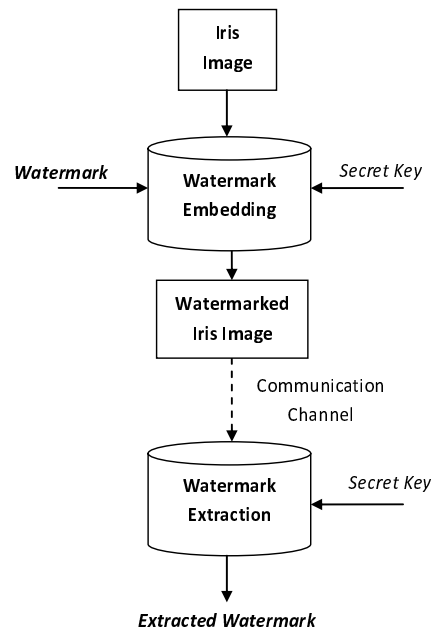 Iris
Image
Watermark
Secret Key
Watermark
Embedding
Watermarked
Iris Image
Communication
Channel
Watermark
Extraction
Secret Key
Extracted Watermark